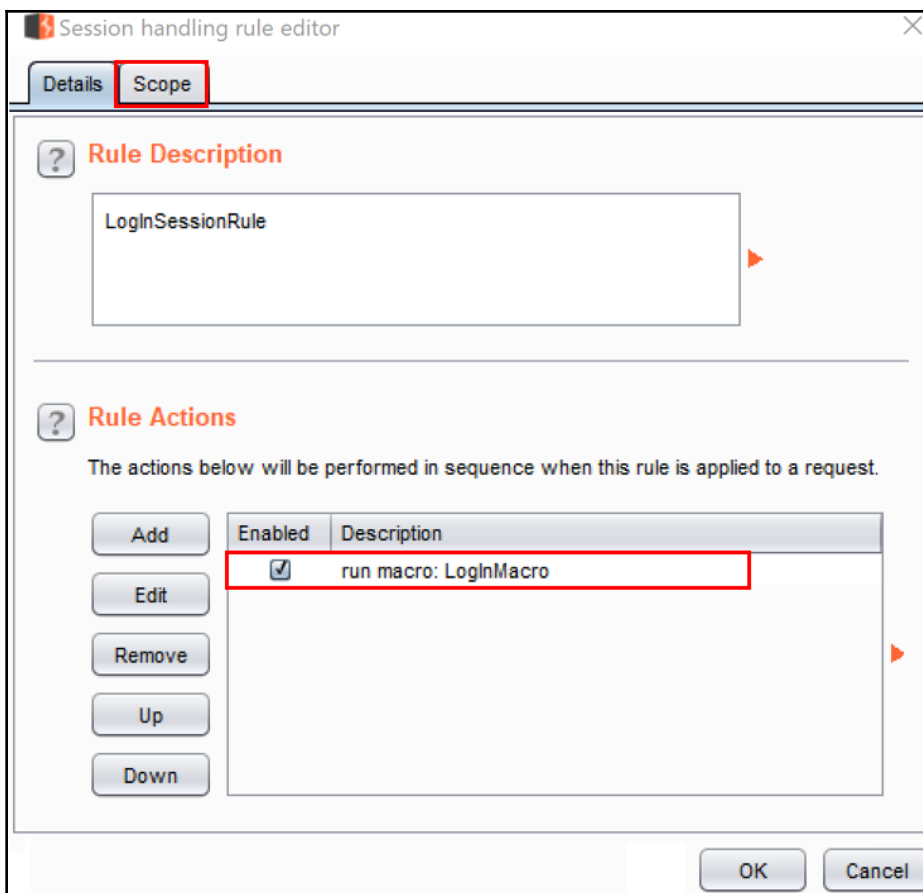 Session handling rule editor
Details Scope
? Rule Description
LogInSessionRule
? Rule Actions
The actions below will be performed in sequence when this rule is applied to a request.
Add
Enabled Description
run macro: LogInMacro
Edit
Remove
Up
Down
OK Cancel